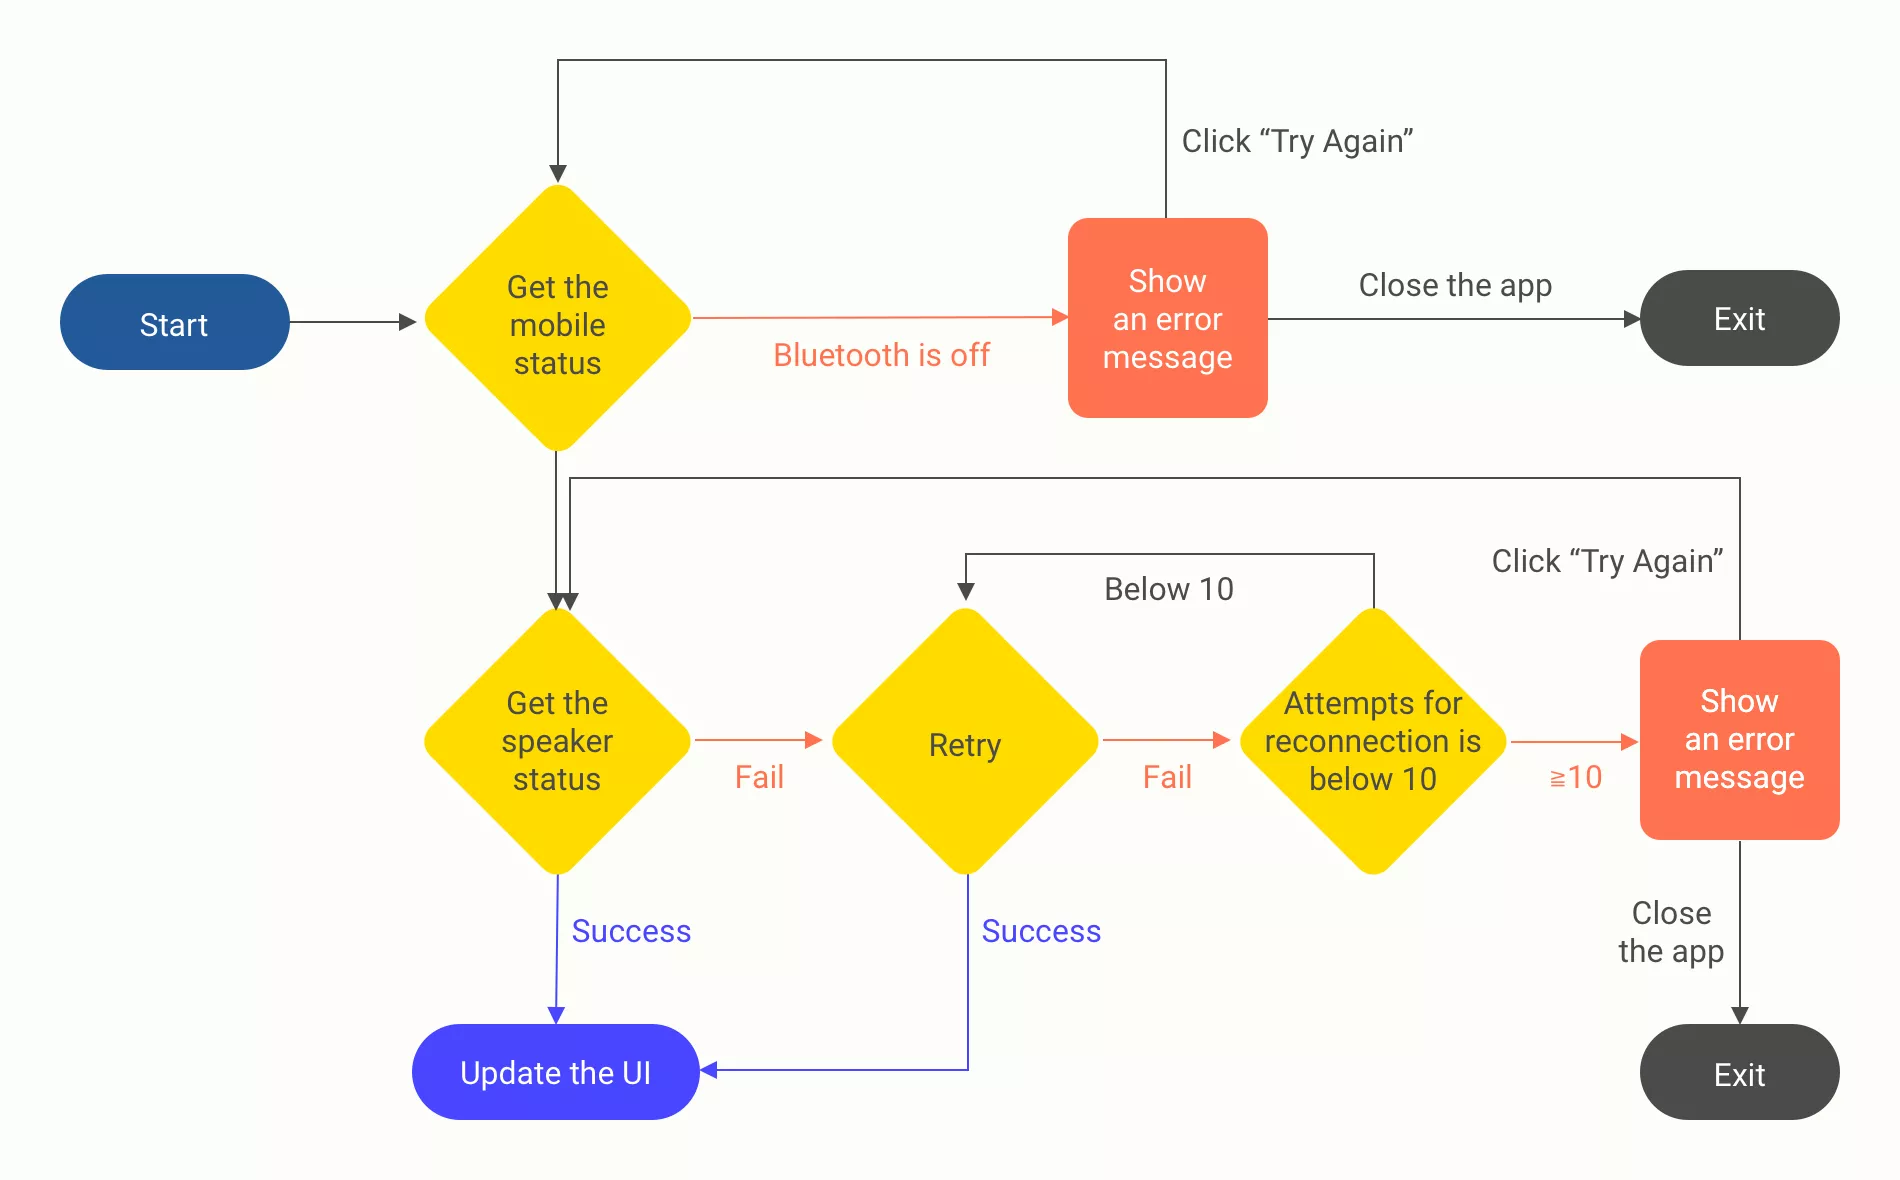 Click “Try Again”
Start
Get the
mobile
status
Bluetooth is off
Show
an error
message
Close the app
Exit
Click “Try Again”
Below 10
Get the
speaker
status
Fail
Retry
Fail
Attempts for
reconnection is
below 10
≧10
Show
an error
message
Success
Success
Close
the app
Update the UI
Exit